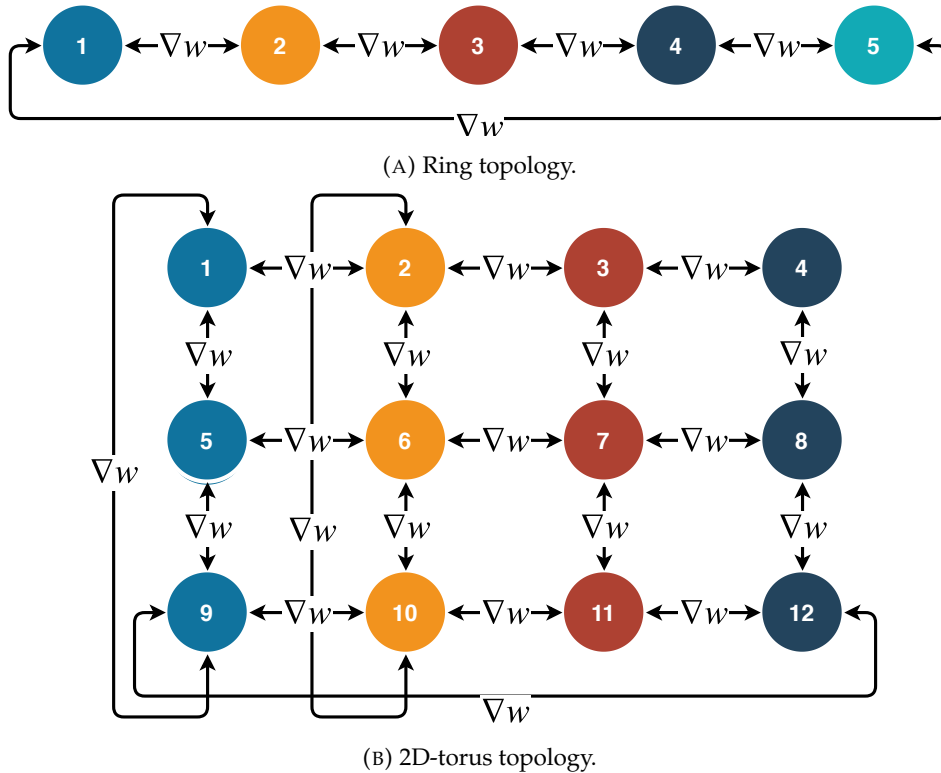 1 ∇w 2 ∇w 3 ∇w 4 ∇w 5
∇w
(A) Ring topology.
1 ∇w 2 ∇w 3 ∇w 4
∇w ∇w ∇w ∇w
5 ∇w 6 ∇w 7 ∇w 8
∇w
∇w ∇w ∇w ∇w ∇w
9 ∇w 10 ∇w 11 ∇w 12
∇w
(B) 2D-torus topology.